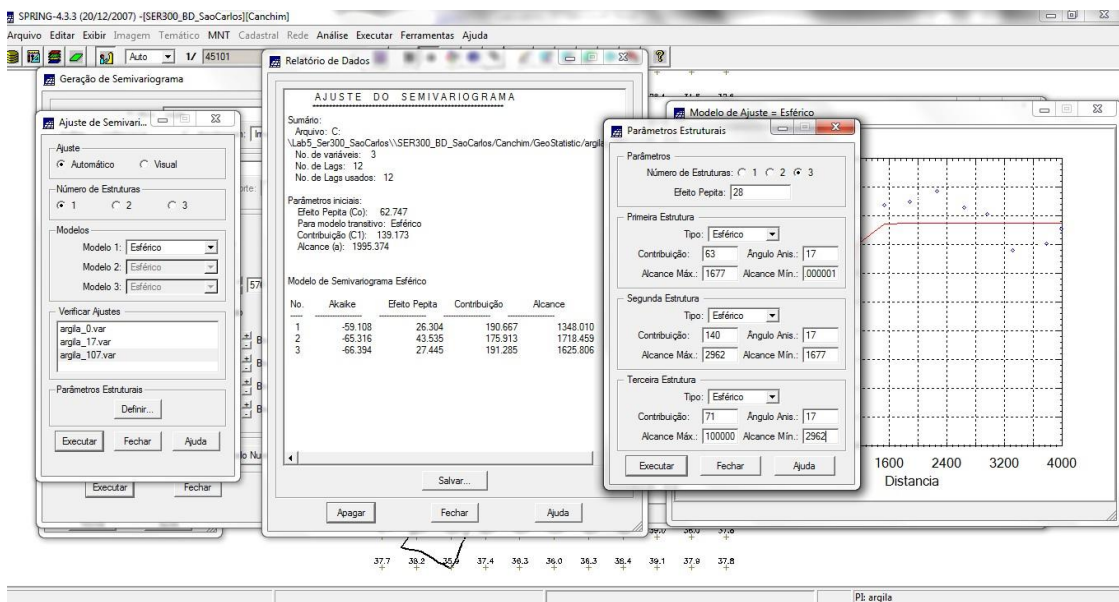 SPRING-4.3.3 (20/12/2007) -[SER300_BD_SaoCarlos][Canchim]
Arquivo Editar Exibir Imagem Temático MNT Cadastral Rede Análise Executar Ferramentas Ajuda
Auto 1/ 45101
Geração de Semivariograma
Executar Fechar
Ajuste de Semivari...
Ajuste
Automático Visual
Número de Estruturas
1 2 3
Modelos
Modelo 1: Esférico
Modelo 2: Esférico
Modelo 3: Esférico
Verificar Ajustes
argila_0.var
argila_17.var
argila_107.var
Parâmetros Estruturais
Definir...
Executar Fechar Ajuda
Relatório de Dados
AJUSTE DO SEMIVARIOGRAMA
Sumário:
Arquivo: C:
\Lab5_Ser300_SaoCarlos\\SER300_BD_SaoCarlos/Canchim/GeoStatistic/argila
No. de variáveis: 3
No. de Lags: 12
No. de Lags usados: 12
Parâmetros iniciais:
Efeito Pepita (Co): 62.747
Para modelo transitivo: Esférico
Contribuição (C1): 139.173
Alcance (a): 1995.374
Modelo de Semivariograma Esférico
No. Akaike Efeito Pepita Contribuição Alcance
1 -59.108 26.304 190.667 1348.010
2 -65.316 43.535 175.913 1718.459
3 -66.394 27.445 191.285 1625.806
Salvar...
Apagar Fechar Ajuda
Modelo de Ajuste = Esférico
Parâmetros Estruturais
Parâmetros
Número de Estruturas: 1 2 3
Efeito Pepita: 28
Primeira Estrutura
Tipo: Esférico
Contribuição: 63 Ângulo Anis.: 17
Alcance Máx.: 1677 Alcance Mín.: .000001
Segunda Estrutura
Tipo: Esférico
Contribuição: 140 Ângulo Anis.: 17
Alcance Máx.: 2962 Alcance Mín.: 1677
Terceira Estrutura
Tipo: Esférico
Contribuição: 71 Ângulo Anis.: 17
Alcance Máx.: 100000 Alcance Mín.: 2962
Executar Fechar Ajuda
1600 2400 3200 4000
Distancia
37.7 38.2 35.9 37.4 36.3 36.0 36.3 38.4 39.1 37.9 37.8
PI: argila